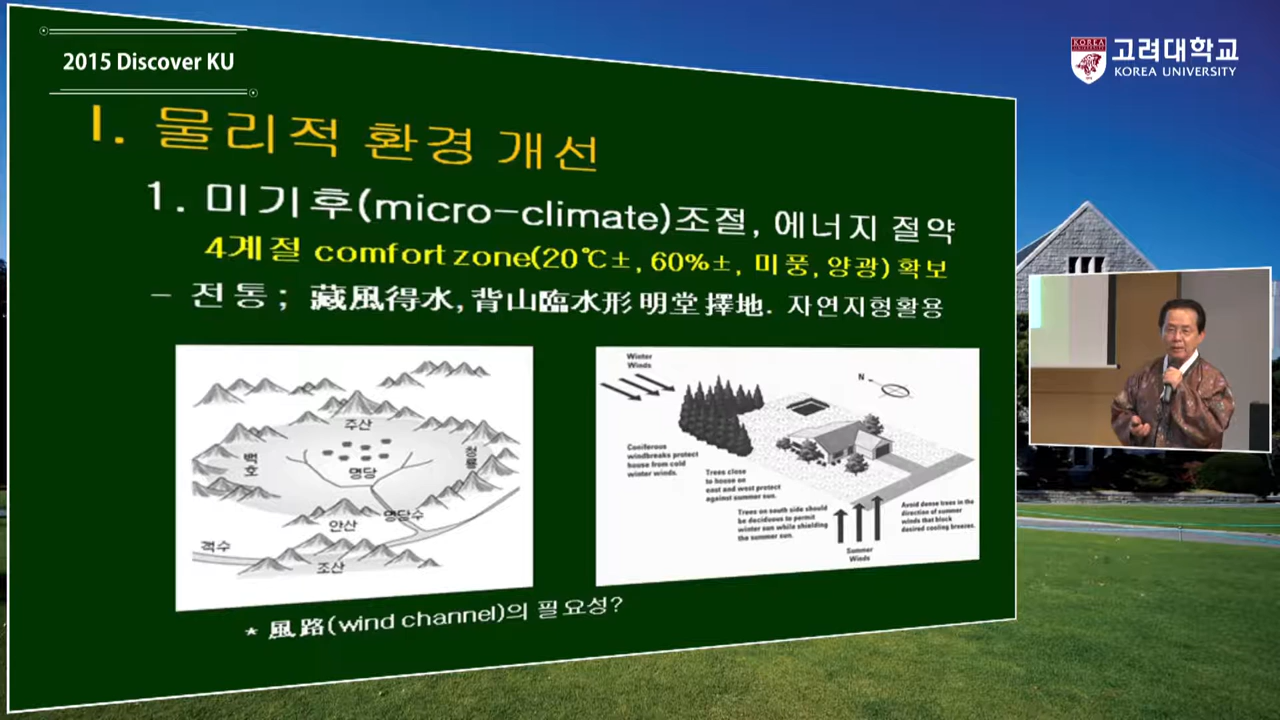 2015 Discover KU
KOREA
고려대학교
KOREA UNIVERSITY
I. 물리적 환경 개선
1. 미기후(micro-climate)조절, 에너지 절약
4계절 comfort zone(20℃±, 60%±, 미풍, 양광) 확보
- 전통 ; 藏風得水, 背山臨水形 明堂 擇地. 자연지형활용
주산
백호
청룡
명당
명당수
안산
객수
조산
Winter
Winds
N
Coniferous
windbreaks protect
house from cold
winter winds.
Trees close
to house on
east and west protect
against summer sun.
Trees on south side should
be deciduous to permit
winter sun while shielding
the summer sun.
Avoid dense trees in the
direction of summer
winds that block
desired cooling breezes.
Summer
Winds
* 風路(wind channel)의 필요성?